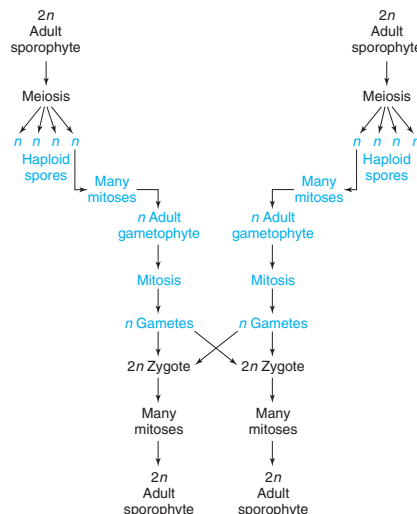 2n
Adult
sporophyte
2n
Adult
sporophyte
Meiosis
Meiosis
n n n n
n n n n
Haploid
spores
Haploid
spores
Many
mitoses
Many
mitoses
n Adult
gametophyte
n Adult
gametophyte
Mitosis
Mitosis
n Gametes
n Gametes
2n Zygote
2n Zygote
Many
mitoses
Many
mitoses
2n
Adult
sporophyte
2n
Adult
sporophyte